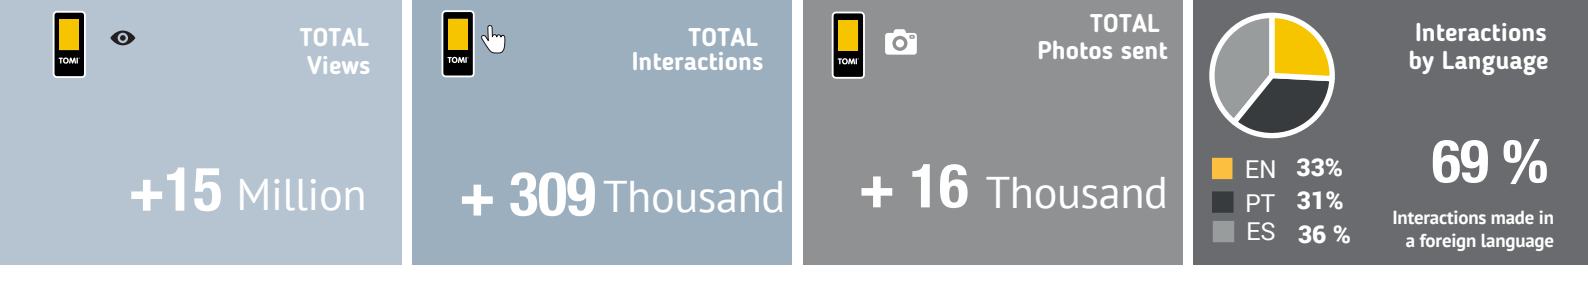 TOMI
TOTAL
Views
+15 Million
TOMI
TOTAL
Interactions
+ 309 Thousand
TOMI
TOTAL
Photos sent
+ 16 Thousand
Interactions
by Language
EN 33%
PT 31%
ES 36 %
69 %
Interactions made in
a foreign language